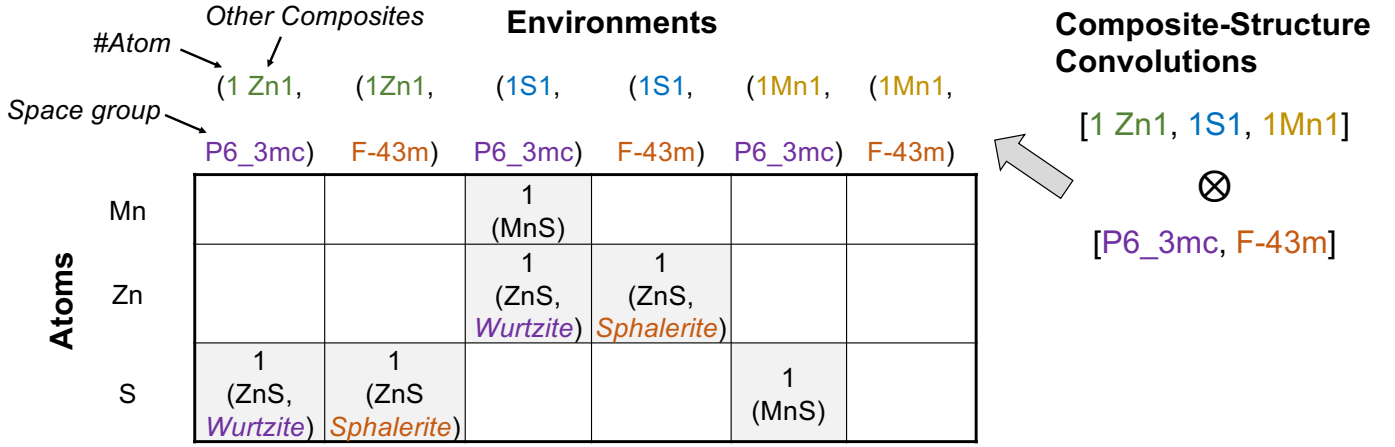 Other Composites
Environments
Composite-Structure
Convolutions
#Atom
(1 Zn1, (1Zn1, (1S1, (1S1, (1Mn1, (1Mn1,
[1 Zn1, 1S1, 1Mn1]
Space group
P6_3mc) F-43m) P6_3mc) F-43m) P6_3mc) F-43m)
⊗
[P6_3mc, F-43m]
Atoms
Mn
1
(MnS)
Zn
1
(ZnS,
Wurtzite)
1
(ZnS,
Sphalerite)
S
1
(ZnS,
Wurtzite)
1
(ZnS
Sphalerite)
1
(MnS)